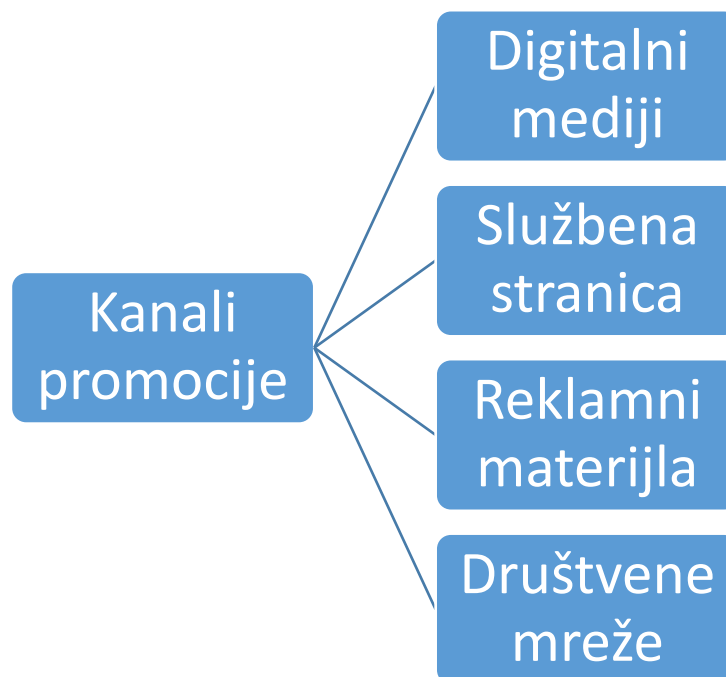 Kanali
promocije
Digitalni
mediji
Službena
stranica
Reklamni
materijla
Društvene
mreže